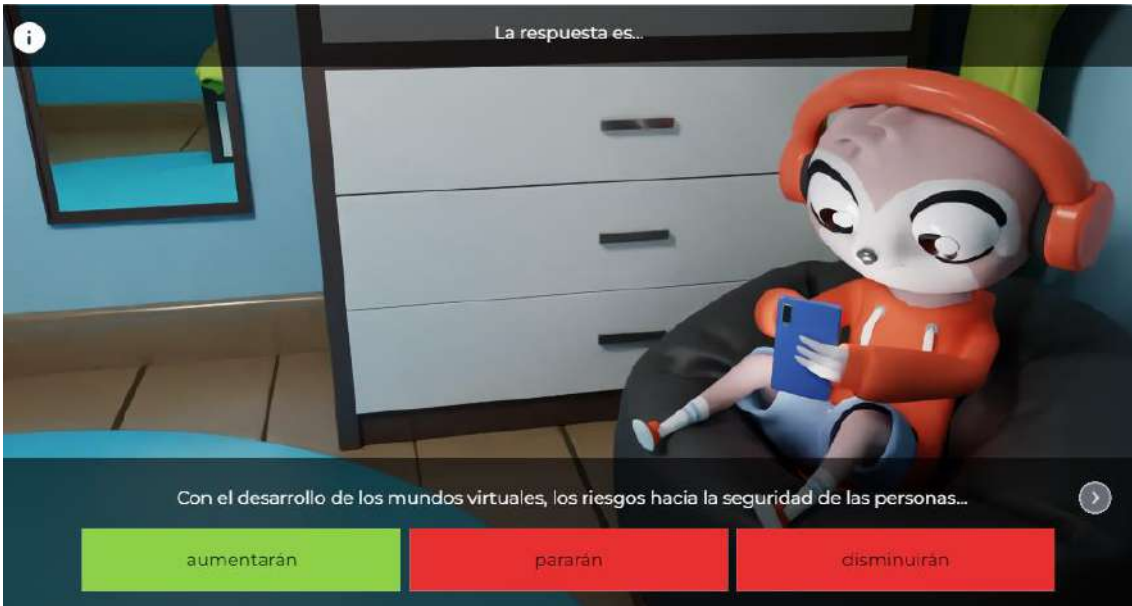 i
La respuesta es...
Con el desarrollo de los mundos virtuales, los riesgos hacia la seguridad de las personas...
aumentarán
pararán
disminuirán